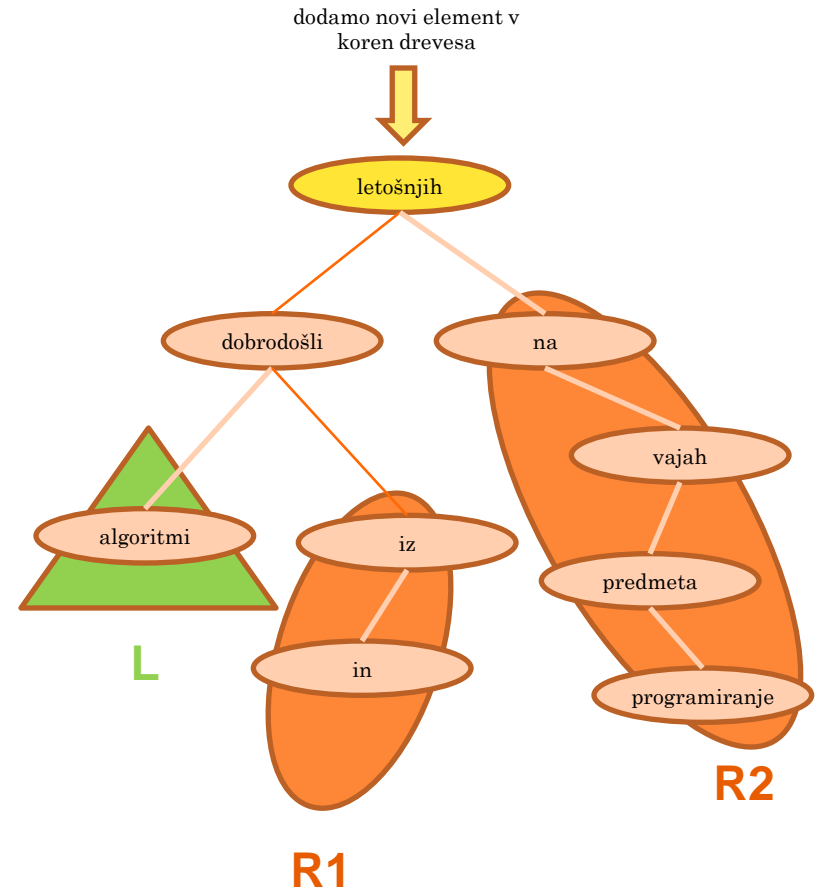 dodamo novi element v
koren drevesa
letošnjih
dobrodošli
na
vajah
algoritmi
iz
predmeta
L
in
programiranje
R2
R1